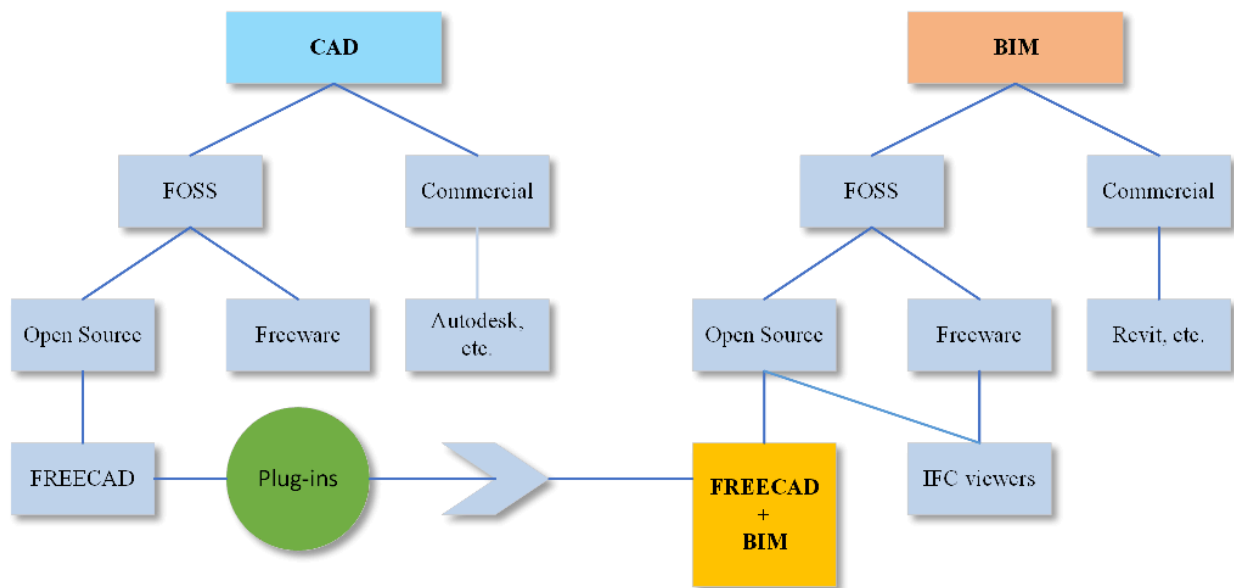 CAD
BIM
FOSS
Commercial
FOSS
Commercial
Open Source
Freeware
Autodesk,
etc.
Open Source
Freeware
Revit, etc.
FREECAD
Plug-ins
FREECAD
+
BIM
IFC viewers